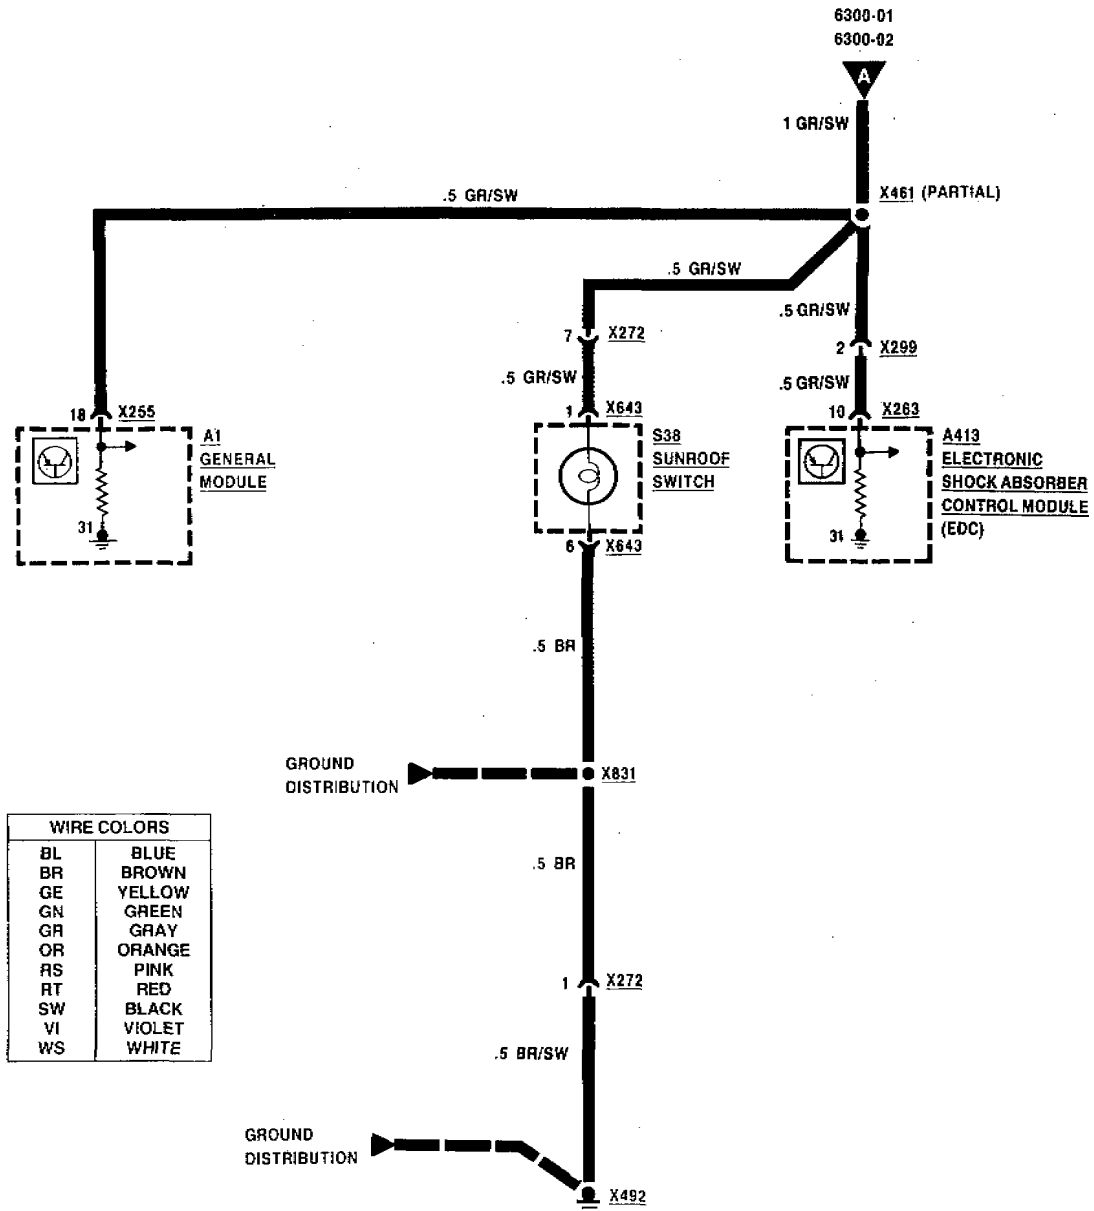 6300-01
6300-02
A
1 GR/SW
X461 (PARTIAL)
.5 GR/SW
.5 GR/SW
.5 GR/SW
7 X272
2 X299
.5 GR/SW
.5 GR/SW
18 X255
1 X643
10 X263
A1
GENERAL
MODULE
31
S38
SUNROOF
SWITCH
A413
ELECTRONIC
SHOCK ABSORBER
CONTROL MODULE
(EDC)
31
6 X643
.5 BR
GROUND
DISTRIBUTION
X831
WIRE COLORS
BL BLUE
BR BROWN
GE YELLOW
GN GREEN
GR GRAY
OR ORANGE
RS PINK
RT RED
SW BLACK
VI VIOLET
WS WHITE
.5 BR
1 X272
.5 BR/SW
GROUND
DISTRIBUTION
X492